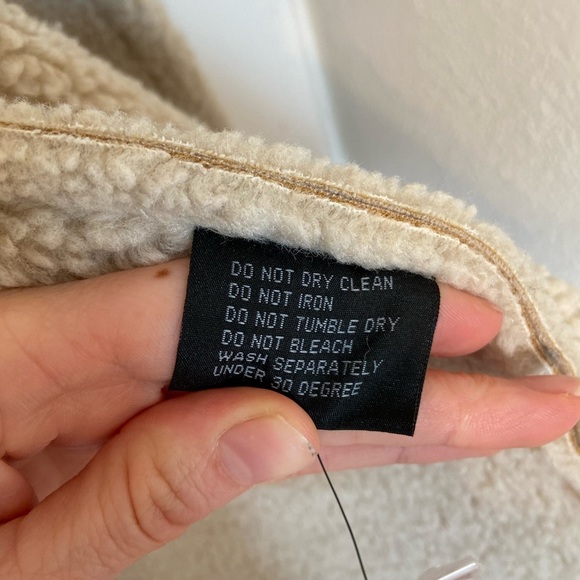 DO NOT DRY CLEAN
DO NOT IRON
DO NOT TUMBLE DRY
DO NOT BLEACH
WASH SEPARATELY
UNDER 30 DEGREE